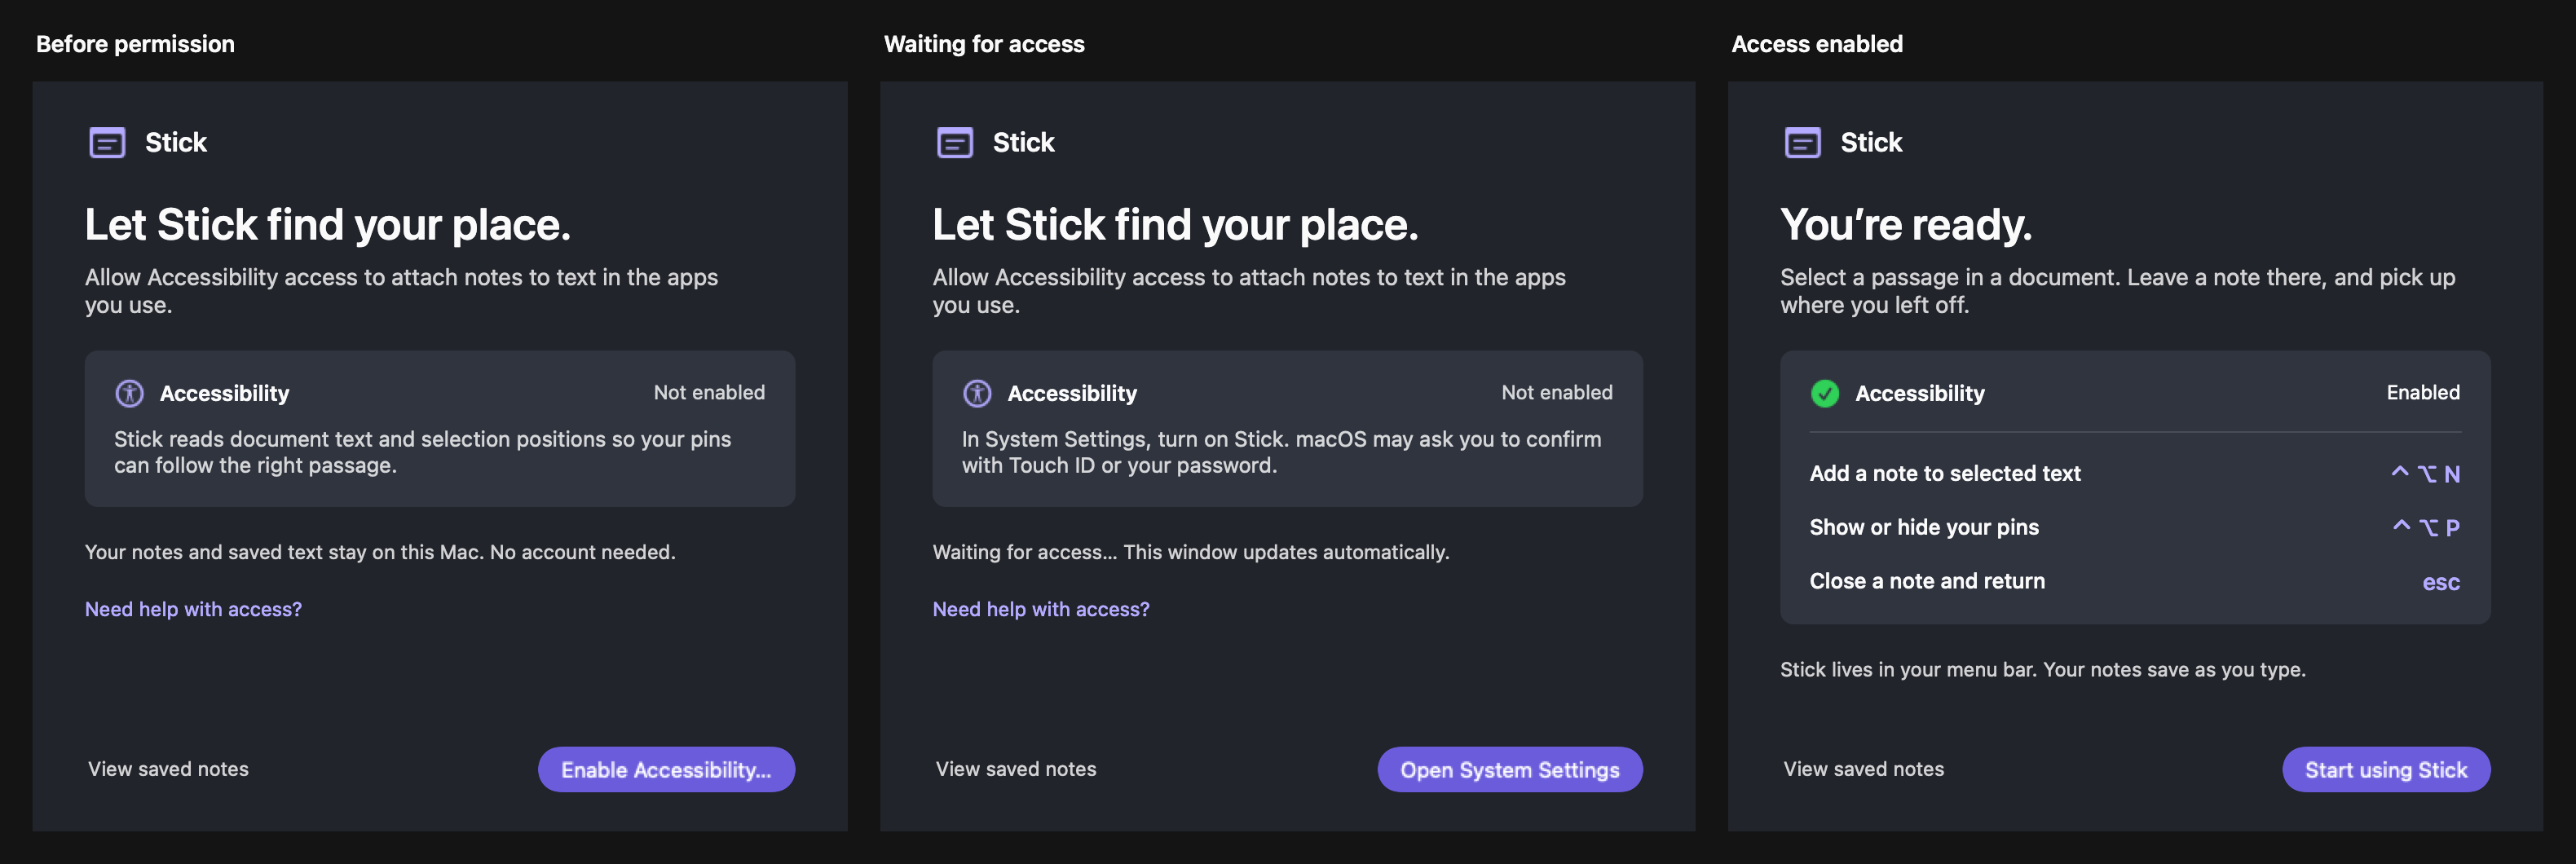 Before permission
Stick
Let Stick find your place.
Allow Accessibility access to attach notes to text in the apps
you use.
Accessibility
Not enabled
Stick reads document text and selection positions so your pins
can follow the right passage.
Your notes and saved text stay on this Mac. No account needed.
Need help with access?
View saved notes
Enable Accessibility...
Waiting for access
Stick
Let Stick find your place.
Allow Accessibility access to attach notes to text in the apps
you use.
Accessibility
Not enabled
In System Settings, turn on Stick. macOS may ask you to confirm
with Touch ID or your password.
Waiting for access... This window updates automatically.
Need help with access?
View saved notes
Open System Settings
Access enabled
Stick
You’re ready.
Select a passage in a document. Leave a note there, and pick up
where you left off.
Accessibility
Enabled
Add a note to selected text
⌃ ⌥ N
Show or hide your pins
⌃ ⌥ P
Close a note and return
esc
Stick lives in your menu bar. Your notes save as you type.
View saved notes
Start using Stick